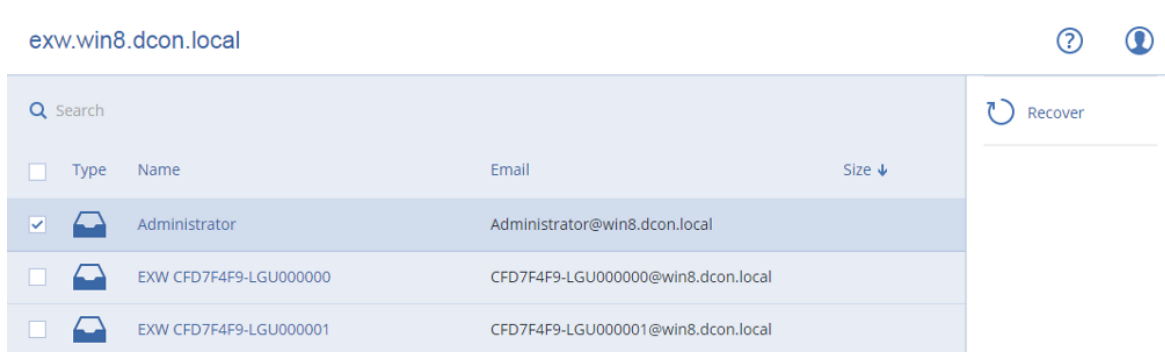 exw.win8.dcon.local
Search
Recover
Type Name Email Size
Administrator Administrator@win8.dcon.local
EXW CFD7F4F9-LGU000000 CFD7F4F9-LGU000000@win8.dcon.local
EXW CFD7F4F9-LGU000001 CFD7F4F9-LGU000001@win8.dcon.local